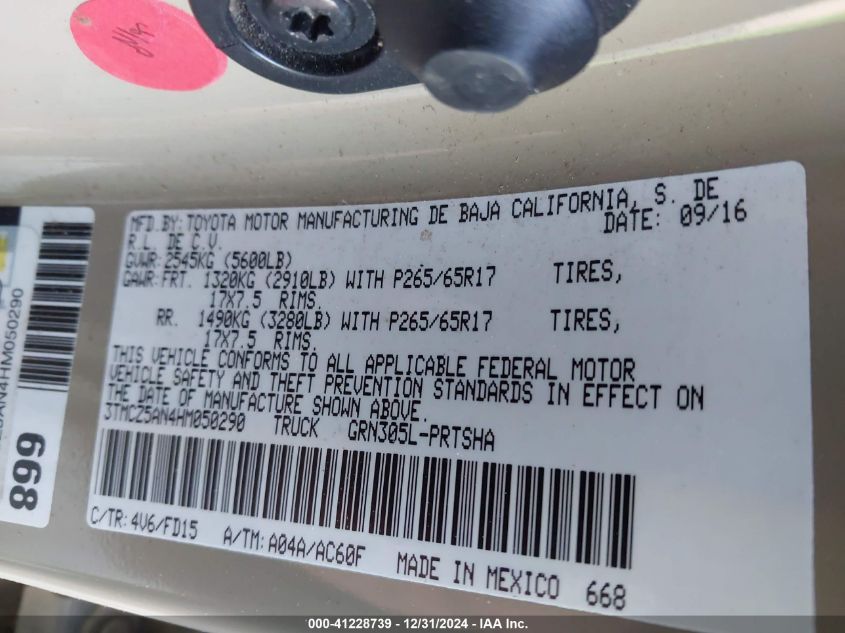 MFD.BY:TOYOTA MOTOR MANUFACTURING DE BAJA CALIFORNIA, S. DE
R.L. DE C.V. DATE: 09/16
GVWR:2545KG (5600LB)
GAWR:FRT. 1320KG (2910LB) WITH P265/65R17 TIRES,
17X7.5 RIMS.
RR. 1490KG (3280LB) WITH P265/65R17 TIRES,
17X7.5 RIMS.
THIS VEHICLE CONFORMS TO ALL APPLICABLE FEDERAL MOTOR
VEHICLE SAFETY AND THEFT PREVENTION STANDARDS IN EFFECT ON
THE DATE OF MANUFACTURE SHOWN ABOVE.
3TMCZ5AN4HM050290 TRUCK GRN305L-PRTSHA
C/TR:4V6/FD15 A/TM:A04A/AC60F MADE IN MEXICO 668
5AN4HM050290
899
000-41228739 - 12/31/2024 - IAA Inc.